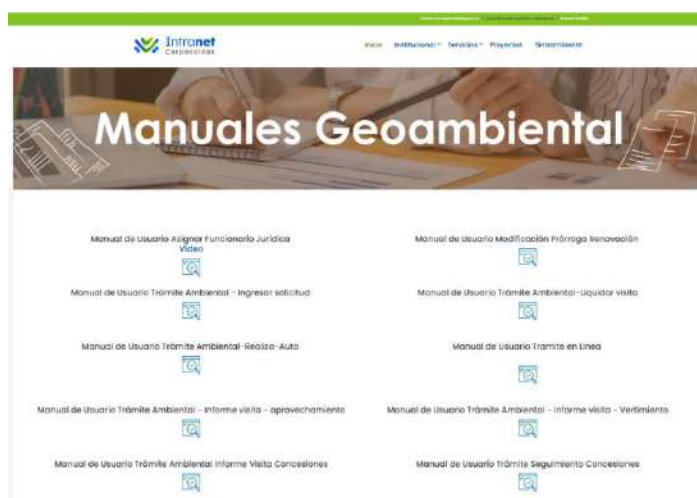 Intranet
Corpocaldas
Inicio Institucional Servicios Proyectos
Manuales Geoambiental
Manual de Usuario Asignar Funcionario Jurídica
Video
Manual de Usuario Modificación Prórroga Renovación
Manual de Usuario Trámite Ambiental - Ingresar solicitud
Manual de Usuario Trámite Ambiental-Liquidar visita
Manual de Usuario Trámite Ambiental-Realiza-Auto
Manual de Usuario Tramite en Linea
Manual de Usuario Trámite Ambiental - Informe visita - aprovechamiento
Manual de Usuario Trámite Ambiental - Informe visita - Vertimiento
Manual de Usuario Trámite Ambiental Informe Visita Concesiones
Manual de Usuario Trámite Seguimiento Concesiones